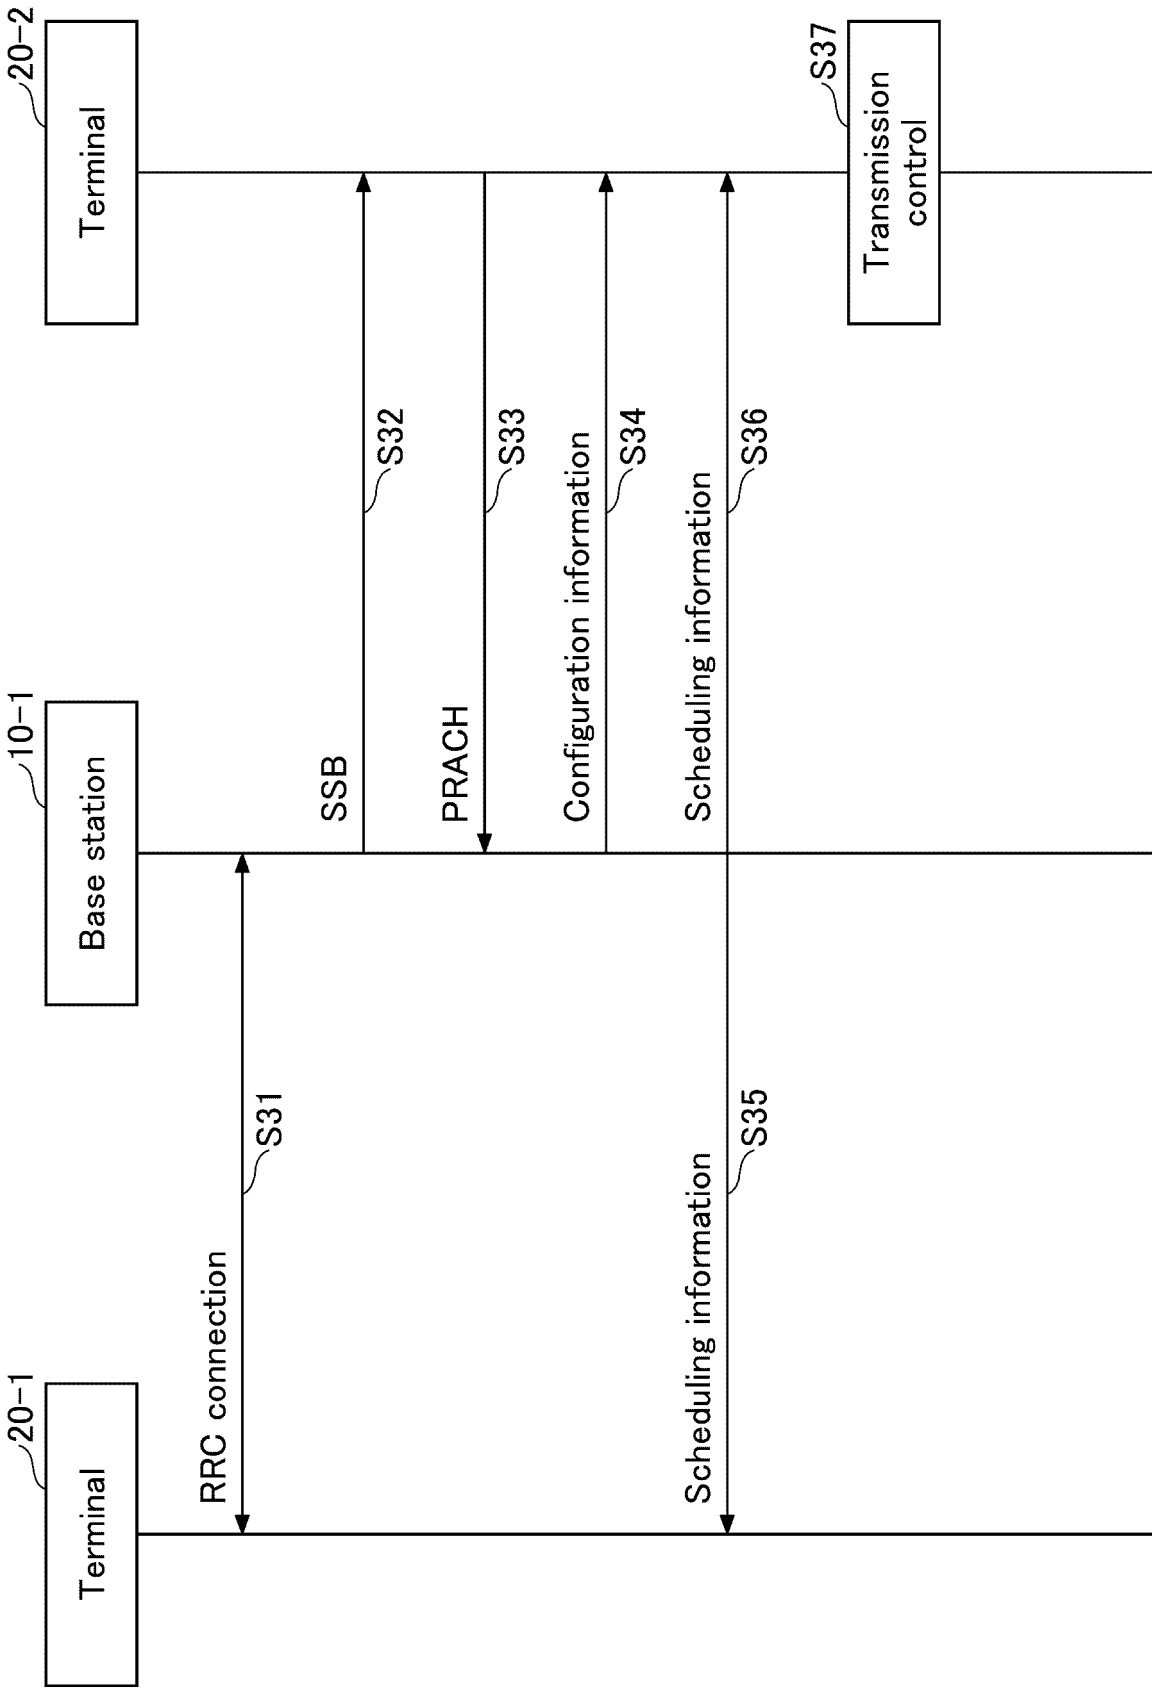 20-1
Terminal
10-1
Base station
20-2
Terminal
RRC connection
S31
SSB
S32
PRACH
S33
Configuration information
S34
Scheduling information
S35
Scheduling information
S36
S37
Transmission
control